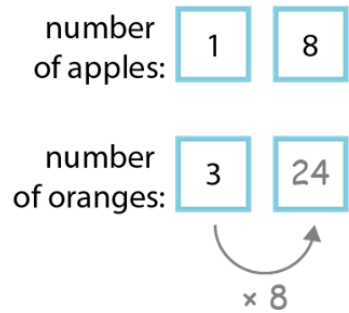 number
of apples: 1 8
number
of oranges: 3 24
× 8